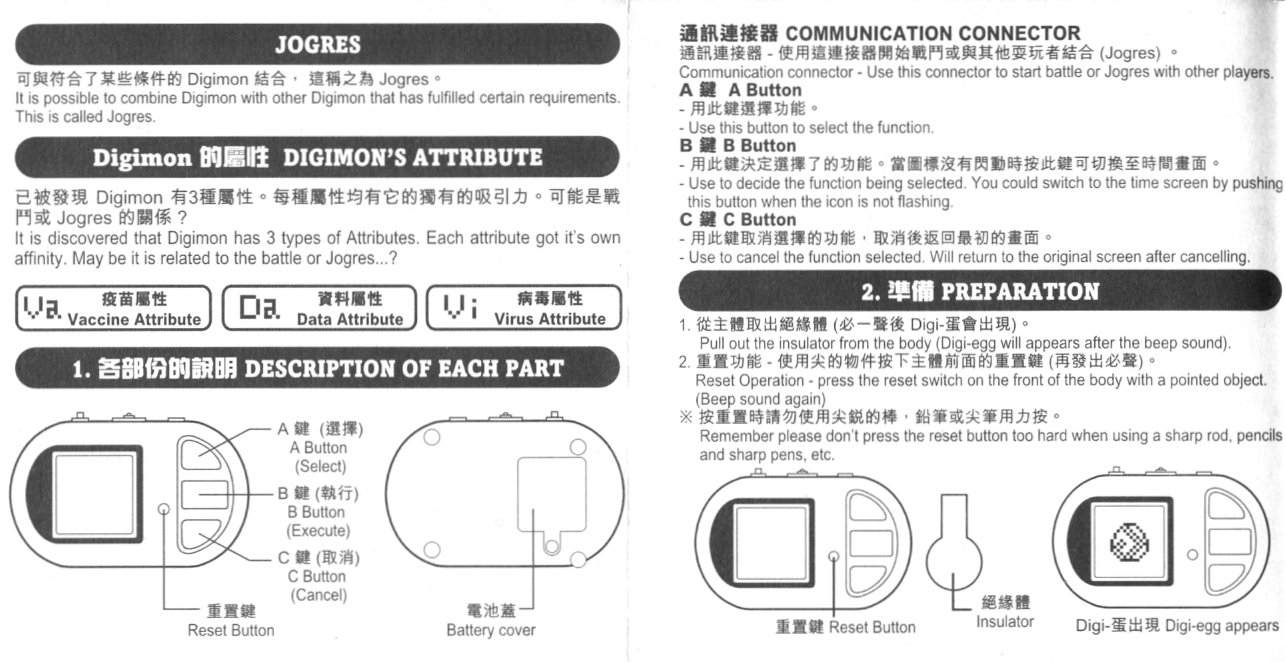 JOGRES
可與符合了某些條件的 Digimon 結合， 這稱之為 Jogres。
It is possible to combine Digimon with other Digimon that has fulfilled certain requirements.
This is called Jogres.
Digimon 的屬性 DIGIMON'S ATTRIBUTE
已被發現 Digimon 有3種屬性。每種屬性均有它的獨有的吸引力。可能是戰
鬥或 Jogres 的關係？
It is discovered that Digimon has 3 types of Attributes. Each attribute got it's own
affinity. May be it is related to the battle or Jogres...?
Va 疫苗屬性
Vaccine Attribute
Da 資料屬性
Data Attribute
Vi 病毒屬性
Virus Attribute
1. 各部份的說明 DESCRIPTION OF EACH PART
A 鍵 (選擇)
A Button
(Select)
B 鍵 (執行)
B Button
(Execute)
C 鍵 (取消)
C Button
(Cancel)
重置鍵
Reset Button
電池蓋
Battery cover
通訊連接器 COMMUNICATION CONNECTOR
通訊連接器 - 使用這連接器開始戰鬥或與其他耍玩者結合 (Jogres) 。
Communication connector - Use this connector to start battle or Jogres with other players.
A 鍵 A Button
- 用此鍵選擇功能。
- Use this button to select the function.
B 鍵 B Button
- 用此鍵決定選擇了的功能。當圖標沒有閃動時按此鍵可切換至時間畫面。
- Use to decide the function being selected. You could switch to the time screen by pushing
this button when the icon is not flashing.
C 鍵 C Button
- 用此鍵取消選擇的功能，取消後返回最初的畫面。
- Use to cancel the function selected. Will return to the original screen after cancelling.
2. 準備 PREPARATION
1. 從主體取出絕緣體 (必一聲後 Digi-蛋會出現)。
Pull out the insulator from the body (Digi-egg will appears after the beep sound).
2. 重置功能 - 使用尖的物件按下主體前面的重置鍵 (再發出必聲)。
Reset Operation - press the reset switch on the front of the body with a pointed object.
(Beep sound again)
※ 按重置時請勿使用尖鋭的棒，鉛筆或尖筆用力按。
Remember please don't press the reset button too hard when using a sharp rod, pencils
and sharp pens, etc.
重置鍵 Reset Button
絕緣體
Insulator
Digi-蛋出現 Digi-egg appears